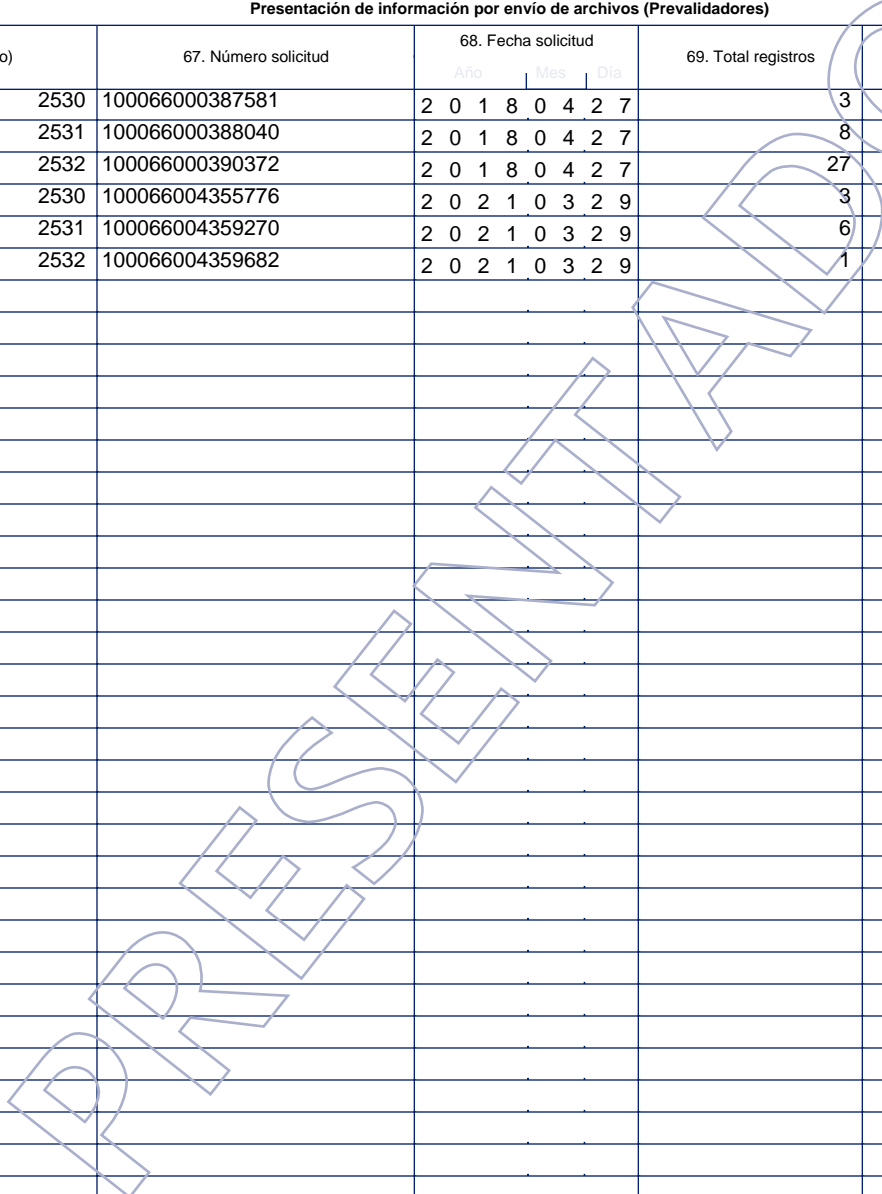 Presentación de información por envío de archivos (Prevalidadores)
o) 67. Número solicitud 68. Fecha solicitud 69. Total registros
Año Mes Día
2530 100066000387581 2 0 1 8 0 4 2 7 3
2531 100066000388040 2 0 1 8 0 4 2 7 8
2532 100066000390372 2 0 1 8 0 4 2 7 27
2530 100066004355776 2 0 2 1 0 3 2 9 3
2531 100066004359270 2 0 2 1 0 3 2 9 6
2532 100066004359682 2 0 2 1 0 3 2 9 1
PRESENTADO